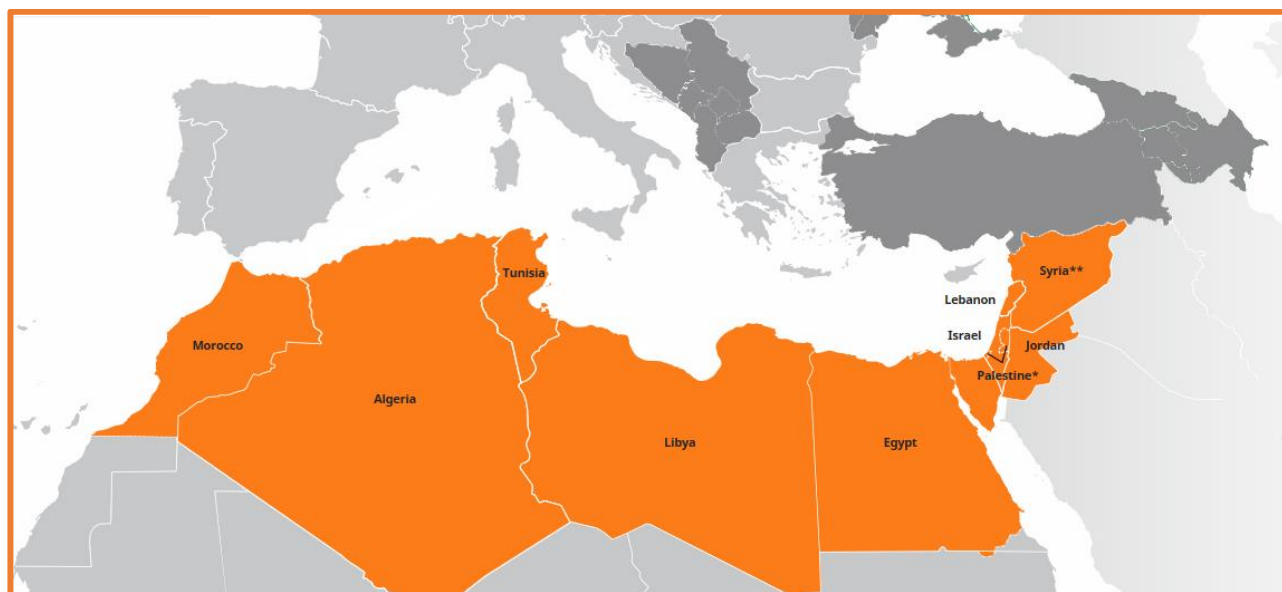 Tunisia
Syria**
Lebanon
Israel
Morocco
Jordan
Palestine*
Algeria
Libya
Egypt